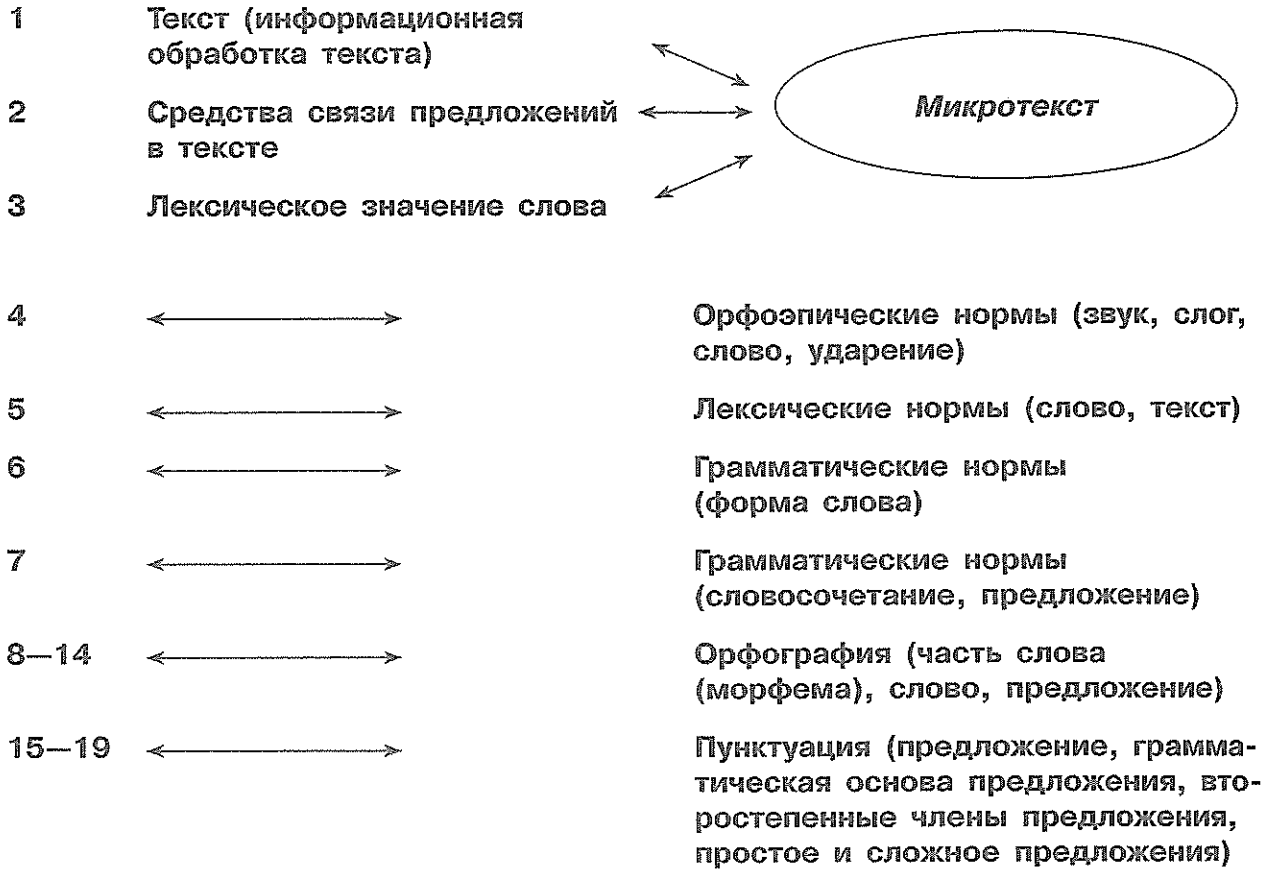 1 Текст (информационная
обработка текста)
2 Средства связи предложений
в тексте
3 Лексическое значение слова
Микротекст
4 Орфоэпические нормы (звук, слог,
слово, ударение)
5 Лексические нормы (слово, текст)
6 Грамматические нормы
(форма слова)
7 Грамматические нормы
(словосочетание, предложение)
8—14 Орфография (часть слова
(морфема), слово, предложение)
15—19 Пунктуация (предложение, грамма-
тическая основа предложения, вто-
ростепенные члены предложения,
простое и сложное предложения)